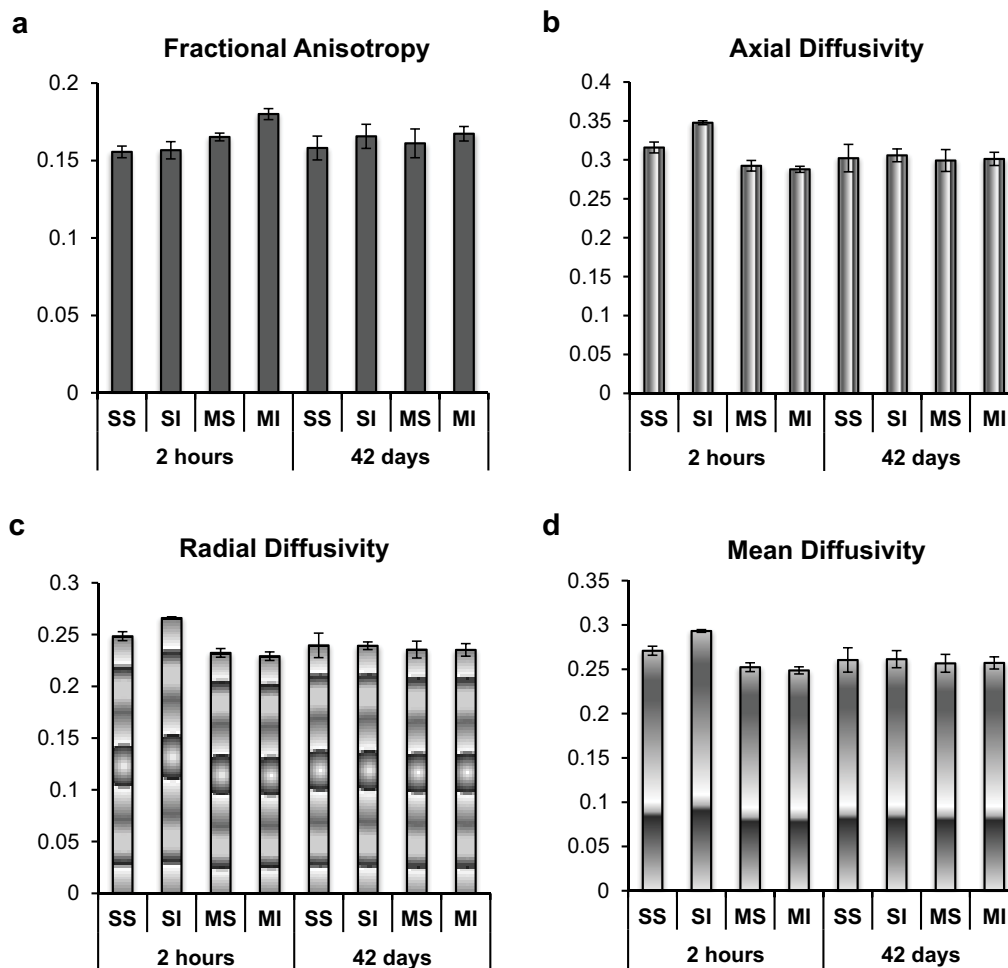 a
Fractional Anisotropy
0.2
0.15
0.1
0.05
0
SS SI MS MI SS SI MS MI
2 hours 42 days
b
Axial Diffusivity
0.4
0.35
0.3
0.25
0.2
0.15
0.1
0.05
0
SS SI MS MI SS SI MS MI
2 hours 42 days
c
Radial Diffusivity
0.3
0.25
0.2
0.15
0.1
0.05
0
SS SI MS MI SS SI MS MI
2 hours 42 days
d
Mean Diffusivity
0.35
0.3
0.25
0.2
0.15
0.1
0.05
0
SS SI MS MI SS SI MS MI
2 hours 42 days